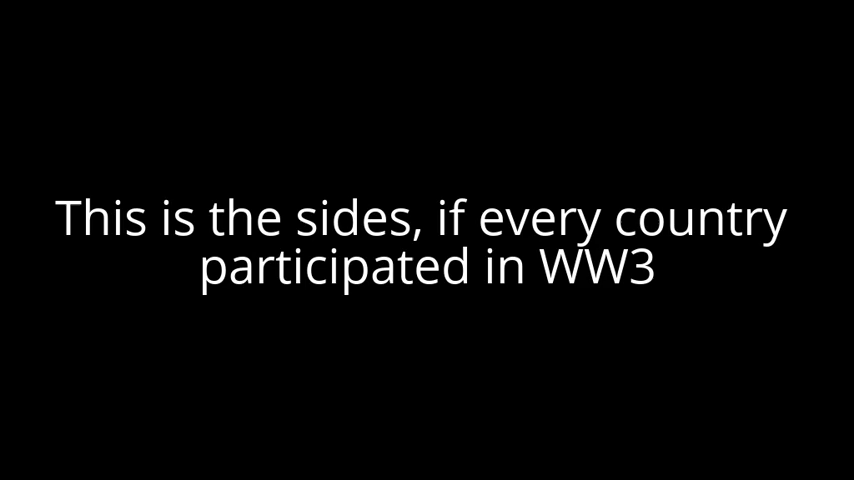 This is the sides, if every country
participated in WW3